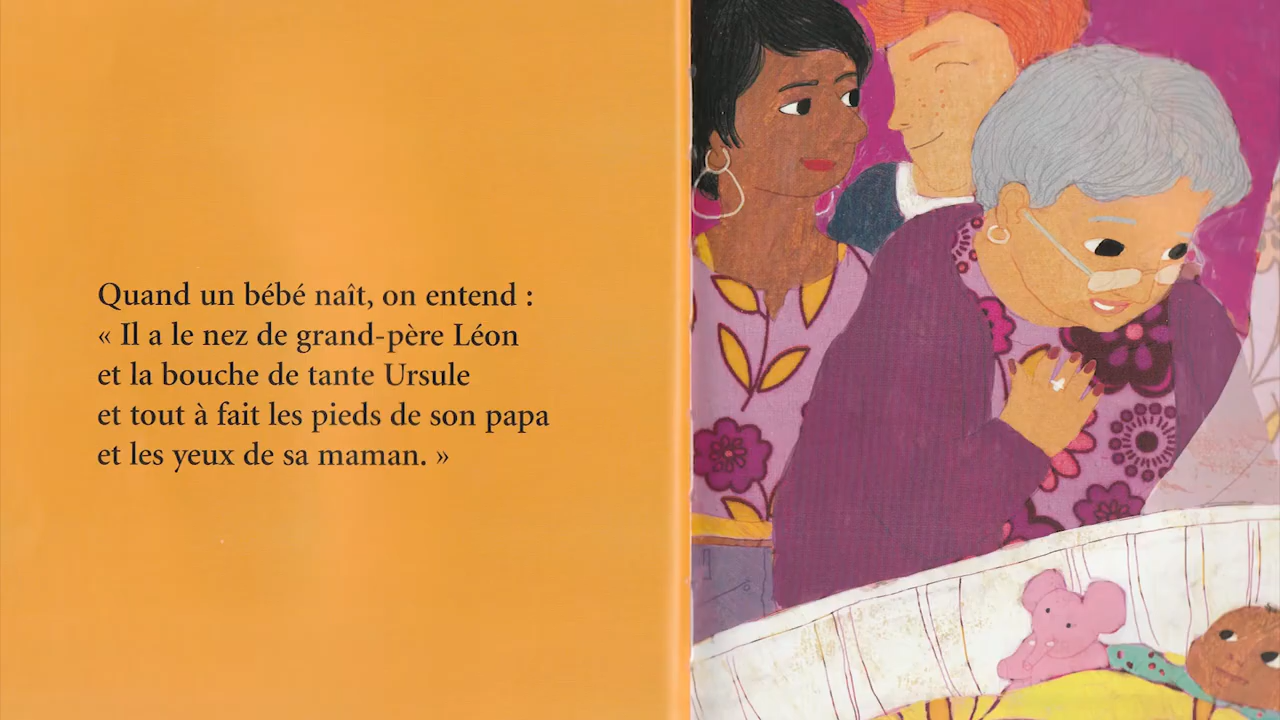 Quand un bébé naît, on entend :
« Il a le nez de grand-père Léon
et la bouche de tante Ursule
et tout à fait les pieds de son papa
et les yeux de sa maman. »